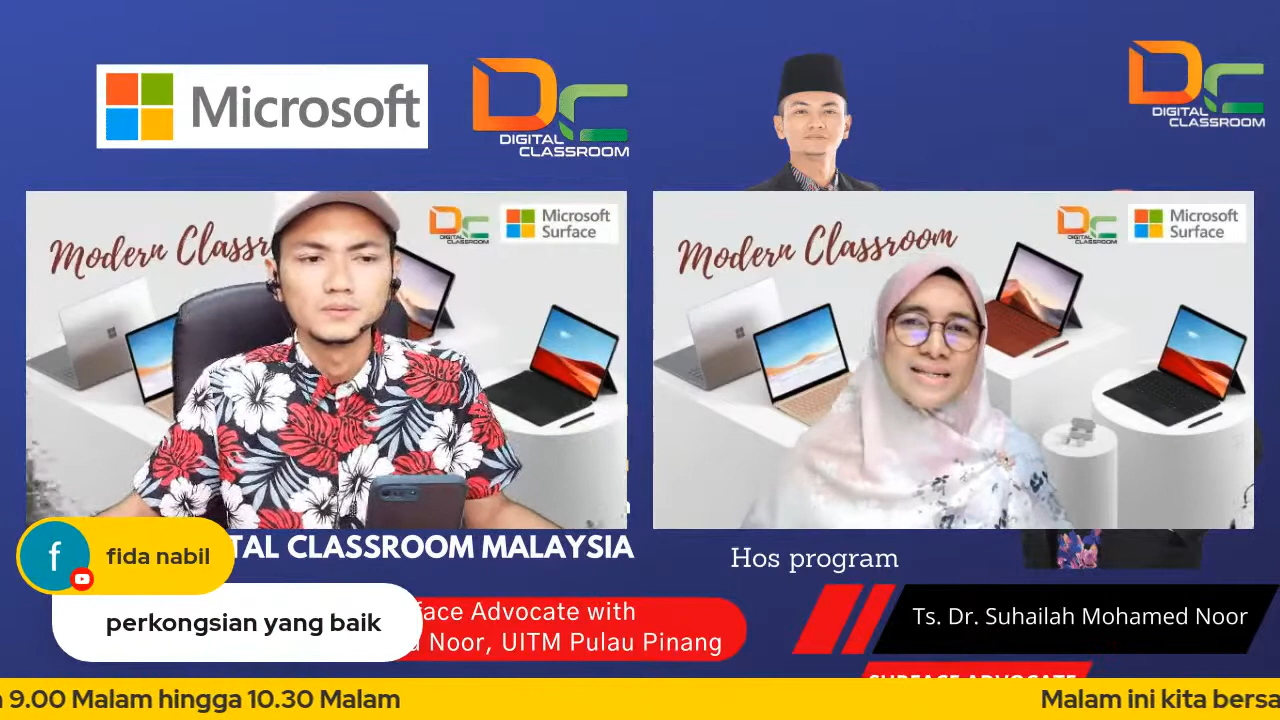 Microsoft
DIGITAL
CLASSROOM
DIGITAL
CLASSROOM
Modern Classr
DIGITAL
CLASSROOM
Microsoft
Surface
Modern Classroom
DIGITAL
CLASSROOM
Microsoft
Surface
TAL CLASSROOM MALAYSIA
Hos program
f
fida nabil
perkongsian yang baik
face Advocate with
Noor, UITM Pulau Pinang
Ts. Dr. Suhailah Mohamed Noor
SURFACE ADVOCATE
9.00 Malam hingga 10.30 Malam
Malam ini kita bersa